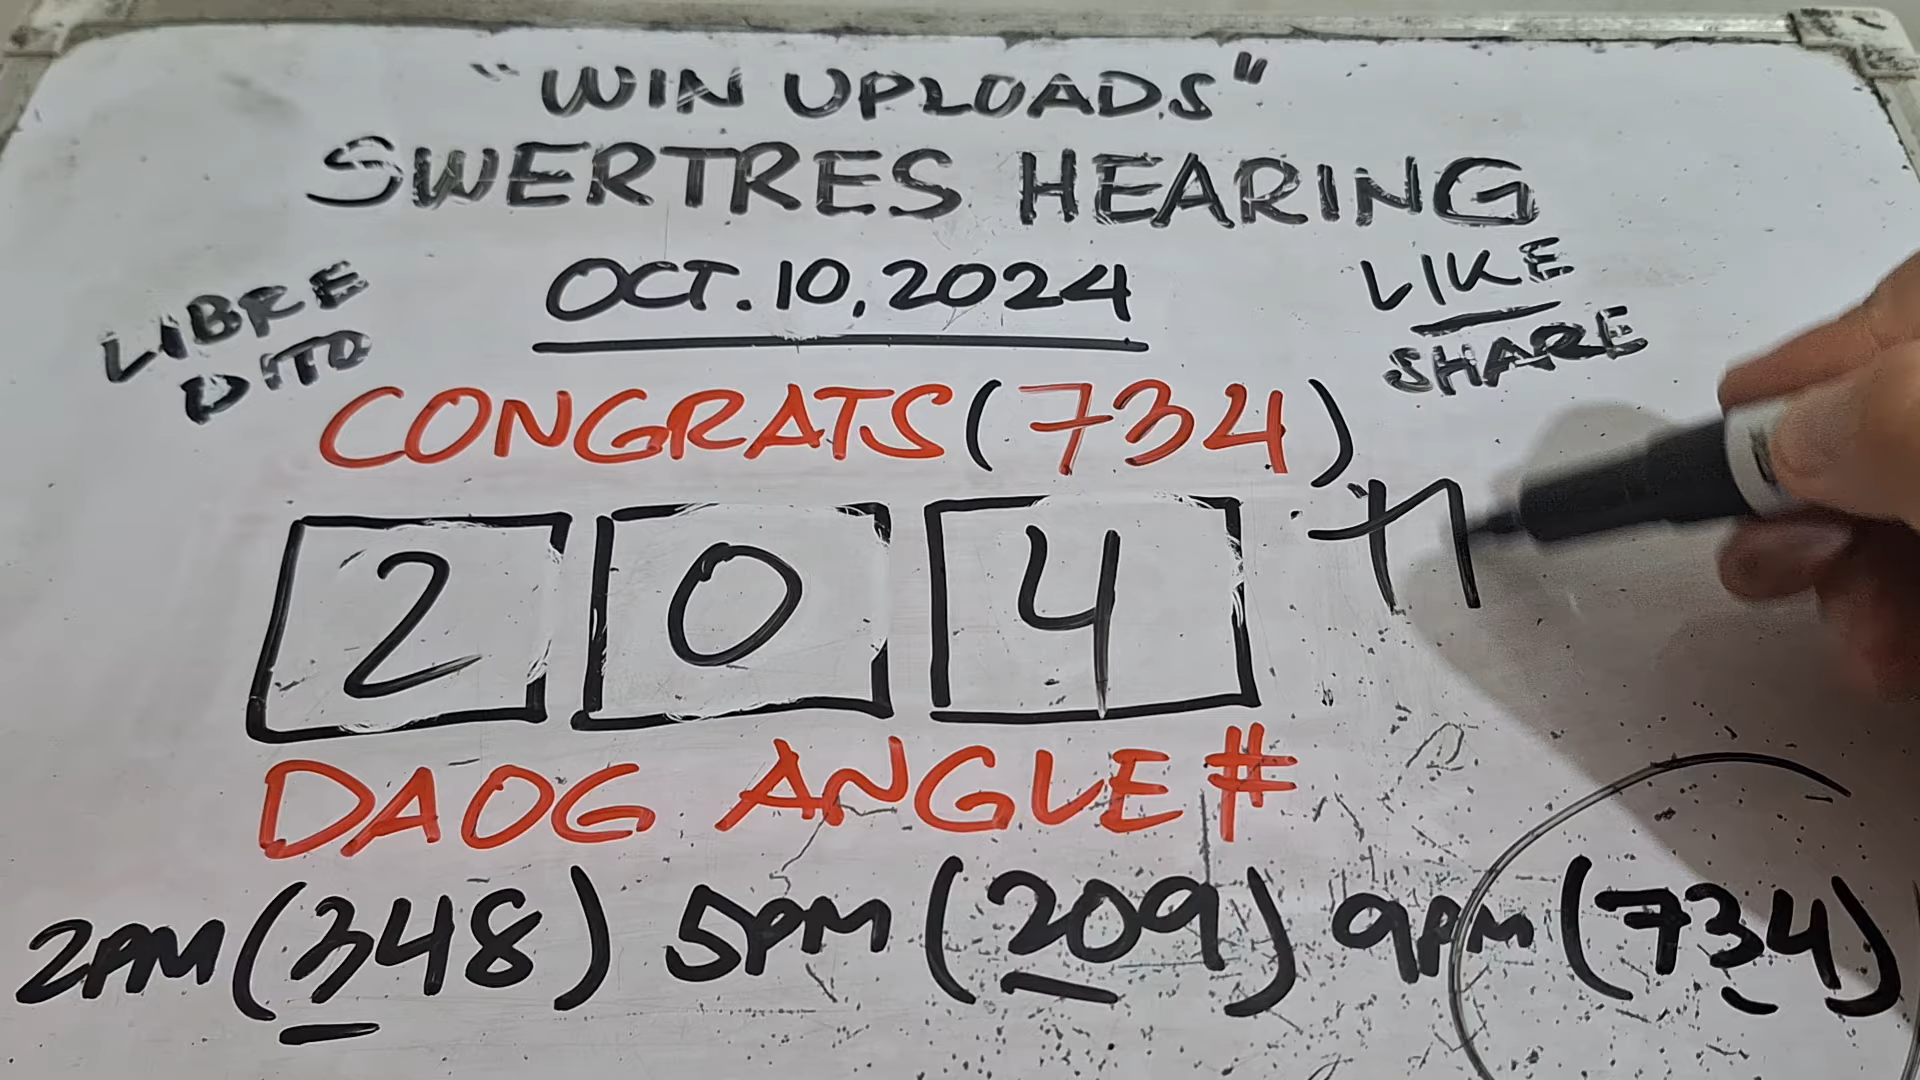 "WIN UPLOADS"
SWERTRES HEARING
OCT. 10, 2024
LIBRE
DITO
LIKE
SHARE
CONGRATS (734)
2 0 4
DAOG ANGLE #
2PM (348) 5PM (209) 9PM (734)